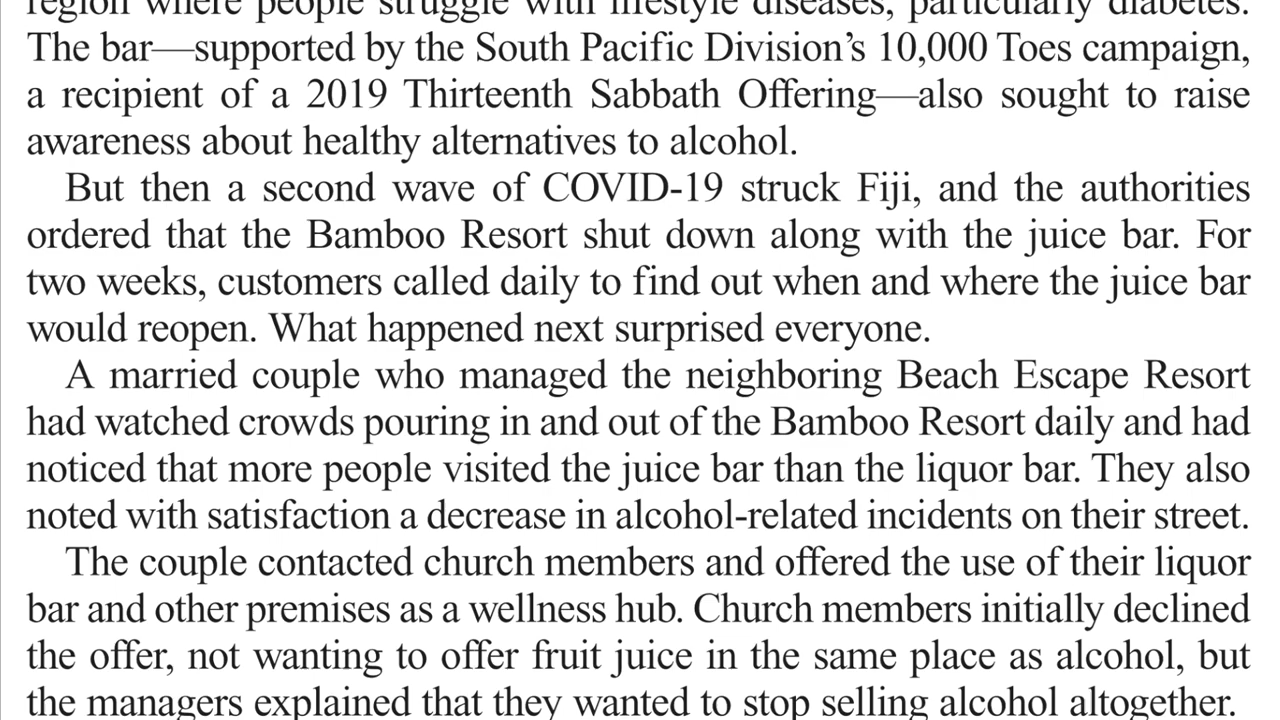 region where people struggle with lifestyle diseases, particularly diabetes.
The bar—supported by the South Pacific Division’s 10,000 Toes campaign,
a recipient of a 2019 Thirteenth Sabbath Offering—also sought to raise
awareness about healthy alternatives to alcohol.
But then a second wave of COVID-19 struck Fiji, and the authorities
ordered that the Bamboo Resort shut down along with the juice bar. For
two weeks, customers called daily to find out when and where the juice bar
would reopen. What happened next surprised everyone.
A married couple who managed the neighboring Beach Escape Resort
had watched crowds pouring in and out of the Bamboo Resort daily and had
noticed that more people visited the juice bar than the liquor bar. They also
noted with satisfaction a decrease in alcohol-related incidents on their street.
The couple contacted church members and offered the use of their liquor
bar and other premises as a wellness hub. Church members initially declined
the offer, not wanting to offer fruit juice in the same place as alcohol, but
the managers explained that they wanted to stop selling alcohol altogether.